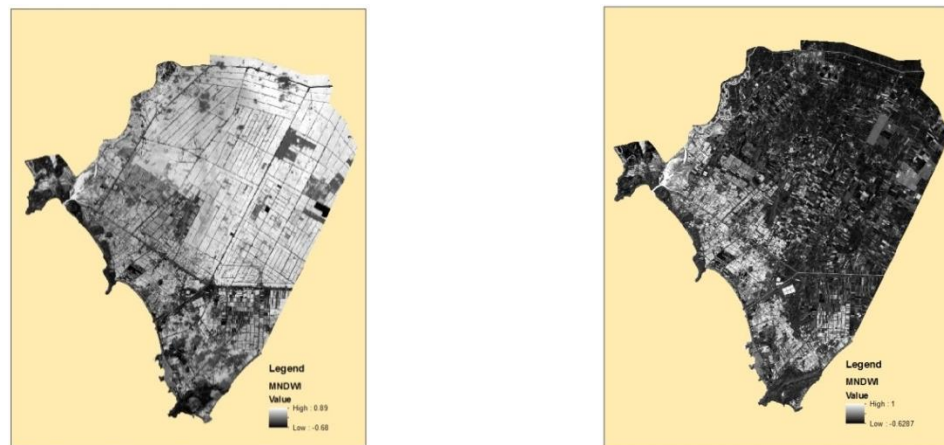 Legend
MNDWI
Value
High : 0.89
Low : -0.68
Legend
MNDWI
Value
High : 1
Low : -0.6287